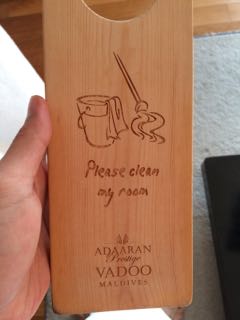 Please clean
my room
ADAARAN
Prestige
VADOO
MALDIVES